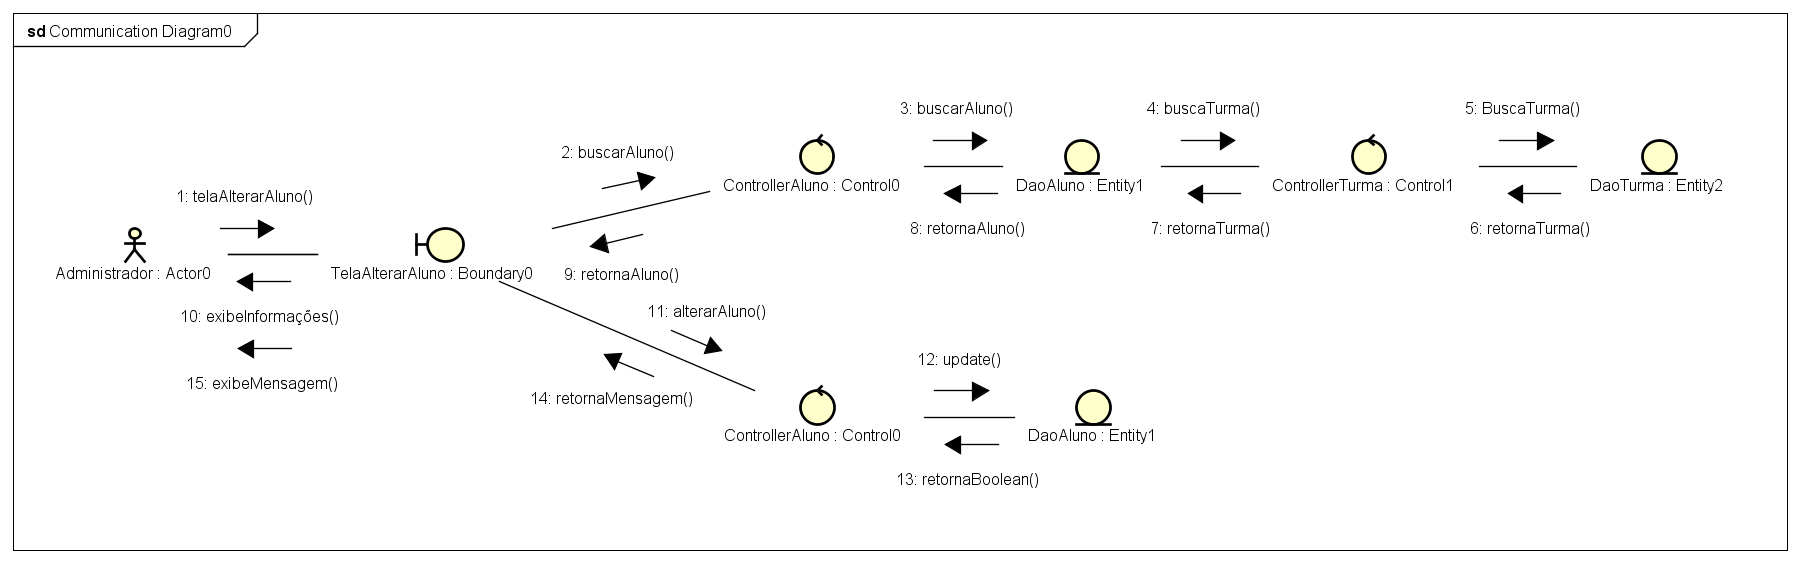 sd Communication Diagram0
3: buscarAluno()
4: buscaTurma()
5: BuscaTurma()
2: buscarAluno()
ControllerAluno : Control0
DaoAluno : Entity1
ControllerTurma : Control1
DaoTurma : Entity2
1: telaAlterarAluno()
8: retornaAluno()
7: retornaTurma()
6: retornaTurma()
Administrador : Actor0
TelaAlterarAluno : Boundary0
9: retornaAluno()
10: exibeInformações()
11: alterarAluno()
12: update()
15: exibeMensagem()
14: retornaMensagem()
ControllerAluno : Control0
DaoAluno : Entity1
13: retornaBoolean()